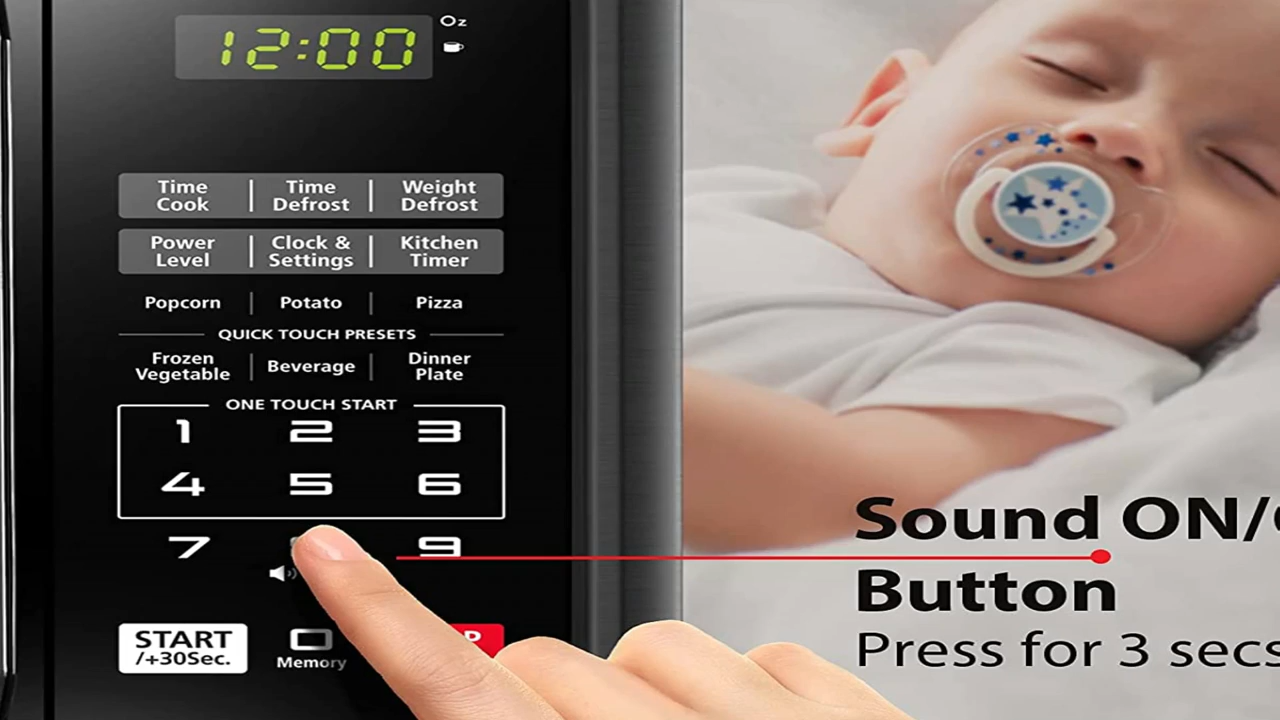 12:00
Oz
Time Cook | Time Defrost | Weight Defrost
Power Level | Clock & Settings | Kitchen Timer
Popcorn | Potato | Pizza
QUICK TOUCH PRESETS
Frozen Vegetable | Beverage | Dinner Plate
ONE TOUCH START
1 2 3
4 5 6
7 9
START
/+30Sec.
Memory
P
Sound ON/
Button
Press for 3 secs